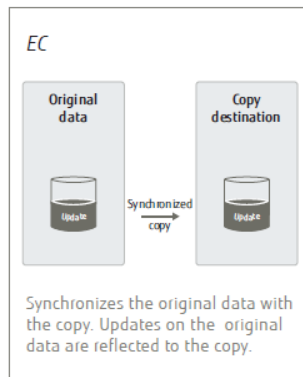 EC
Original
data
Copy
destination
Update
Synchronized
copy
Update
Synchronizes the original data with
the copy. Updates on the original
data are reflected to the copy.